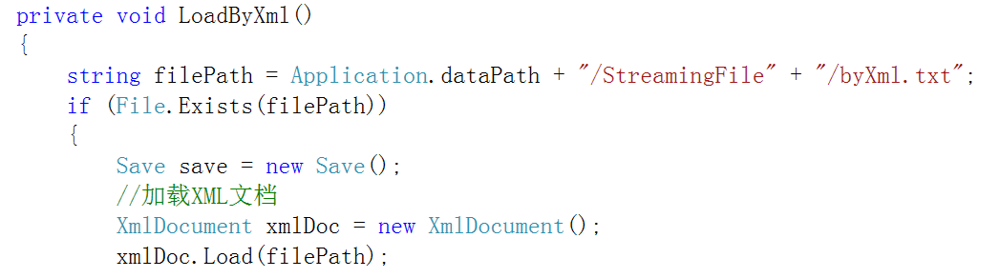 private void LoadByXml()
{
    string filePath = Application.dataPath + "/StreamingFile" + "/byXml.txt";
    if (File.Exists(filePath))
    {
        Save save = new Save();
        //加载XML文档
        XmlDocument xmlDoc = new XmlDocument();
        xmlDoc.Load(filePath);